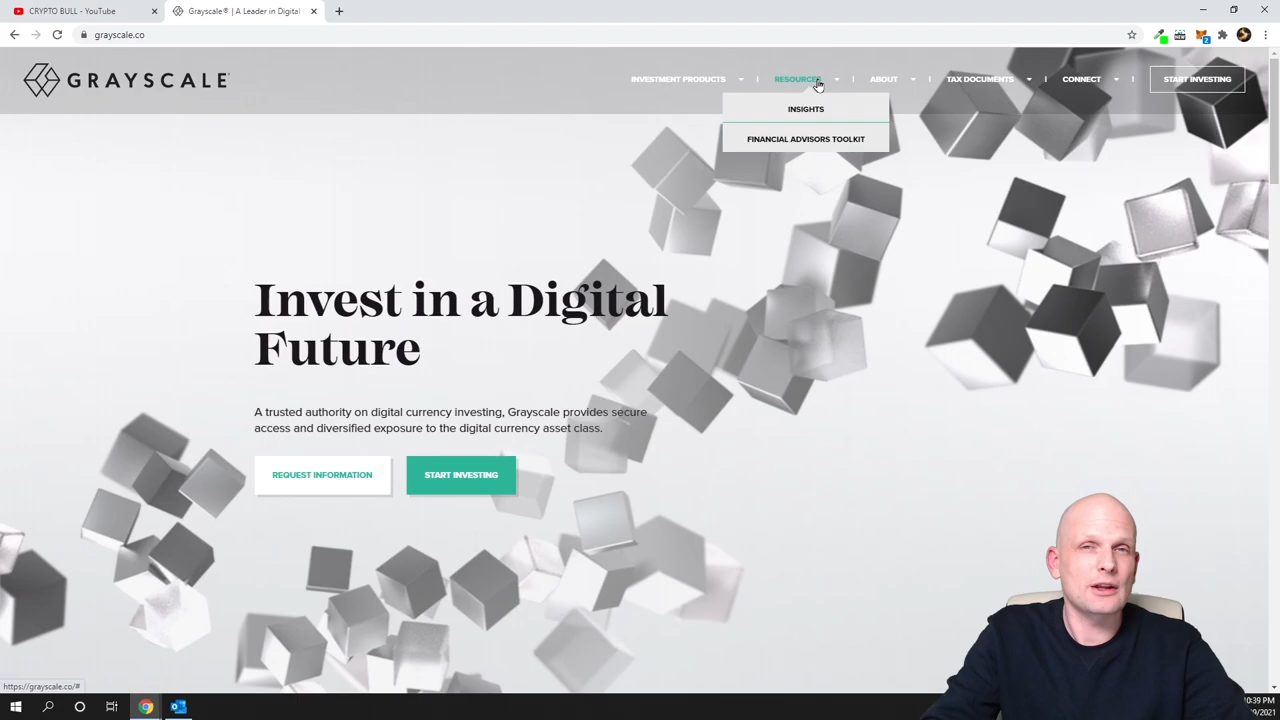 CRYPTO BULL - YouTube
Grayscale® | A Leader in Digital
grayscale.co
GRAYSCALE
INVESTMENT PRODUCTS
RESOURCES
ABOUT
TAX DOCUMENTS
CONNECT
START INVESTING
INSIGHTS
FINANCIAL ADVISORS TOOLKIT
Invest in a Digital
Future
A trusted authority on digital currency investing, Grayscale provides secure
access and diversified exposure to the digital currency asset class.
REQUEST INFORMATION
START INVESTING
https://grayscale.co/#
:39 PM
/2021